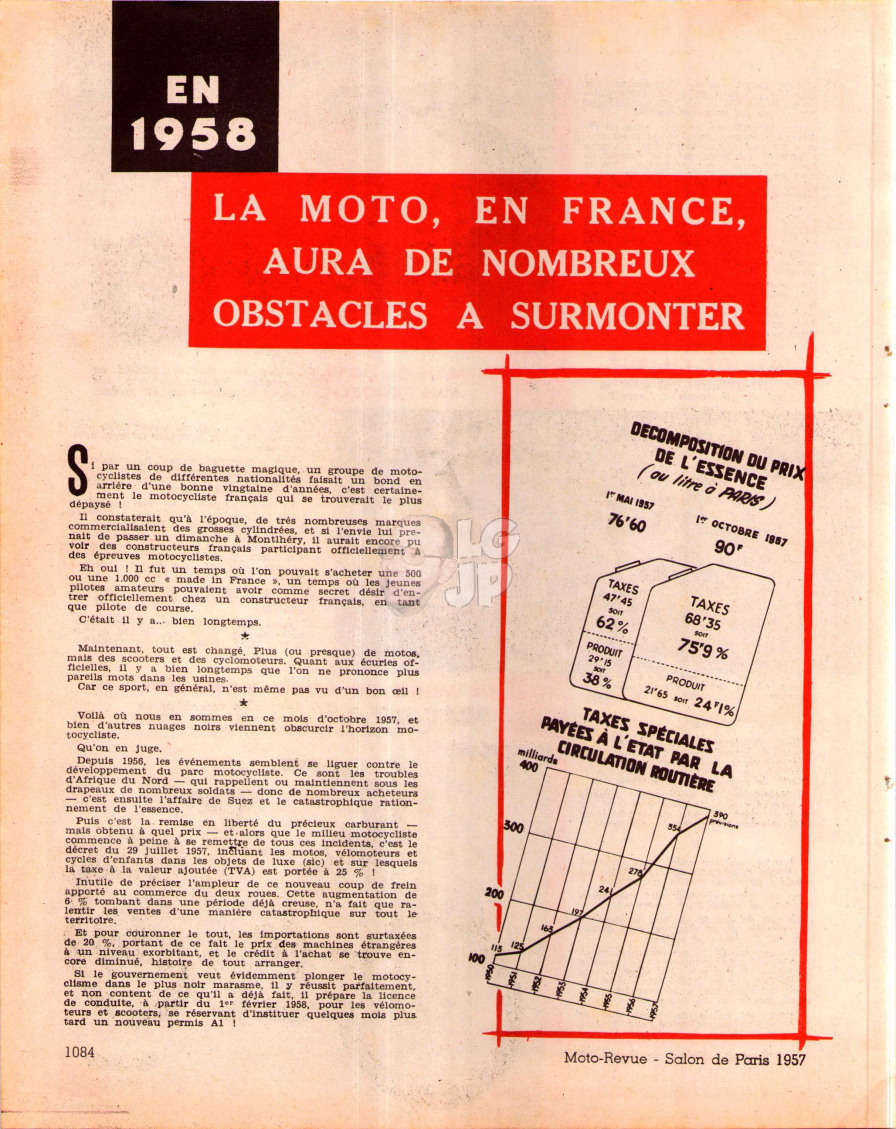 EN
1958
LA MOTO, EN FRANCE,
AURA DE NOMBREUX
OBSTACLES A SURMONTER
Si par un coup de baguette magique, un groupe de moto-
cyclistes de différentes nationalités faisait un bond en
arrière d'une bonne vingtaine d'années, c'est certaine-
ment le motocycliste français qui se trouverait le plus
dépaysé !
Il constaterait qu'à l'époque, de très nombreuses marques
commercialisaient des grosses cylindrées, et si l'envie lui pre-
nait de passer un dimanche à Montlhéry, il aurait encore pu
voir des constructeurs français participant officiellement à
des épreuves motocyclistes.
Eh oui ! Il fut un temps où l'on pouvait s'acheter une 500
ou une 1.000 cc « made in France », un temps où les jeunes
pilotes amateurs pouvaient avoir comme secret désir d'en-
trer officiellement chez un constructeur français, en tant
que pilote de course.
C'était il y a... bien longtemps.
★
Maintenant, tout est changé. Plus (ou presque) de motos,
mais des scooters et des cyclomoteurs. Quant aux écuries of-
ficielles, il y a bien longtemps que l'on ne prononce plus
pareils mots dans les usines.
Car ce sport, en général, n'est même pas vu d'un bon œil !
★
Voilà où nous en sommes en ce mois d'octobre 1957, et
bien d'autres nuages noirs viennent obscurcir l'horizon mo-
tocycliste.
Qu'on en juge.
Depuis 1956, les événements semblent se liguer contre le
développement du parc motocycliste. Ce sont les troubles
d'Afrique du Nord — qui rappellent ou maintiennent sous les
drapeaux de nombreux soldats — donc de nombreux acheteurs
— c'est ensuite l'affaire de Suez et le catastrophique ration-
nement de l'essence.
Puis c'est la remise en liberté du précieux carburant —
mais obtenu à quel prix — et alors que le milieu motocycliste
commence à peine à se remettre de tous ces incidents, c'est le
décret du 29 juillet 1957, incluant les motos, vélomoteurs et
cycles d'enfants dans les objets de luxe (sic) et sur lesquels
la taxe à la valeur ajoutée (TVA) est portée à 25 % !
Inutile de préciser l'ampleur de ce nouveau coup de frein
apporté au commerce du deux roues. Cette augmentation de
6 % tombant dans une période déjà creuse, n'a fait que ra-
lentir les ventes d'une manière catastrophique sur tout le
territoire.
Et pour couronner le tout, les importations sont surtaxées
de 20 %, portant de ce fait le prix des machines étrangères
à un niveau exorbitant, et le crédit à l'achat se trouve en-
core diminué, histoire de tout arranger.
Si le gouvernement veut évidemment plonger le motocy-
clisme dans le plus noir marasme, il y réussit parfaitement,
et non content de ce qu'il a déjà fait, il prépare la licence
de conduite, à partir du 1er février 1958, pour les vélomo-
teurs et scooters, se réservant d'instituer quelques mois plus
tard un nouveau permis A1 !
DECOMPOSITION DU PRIX
DE L'ESSENCE
(au litre à PARIS)
1er MAI 1957
76'60
1er OCTOBRE 1957
90F
TAXES
47'45
SOIT
62%
PRODUIT
29'15
SOIT
38%
TAXES
68'35
SOIT
75'9%
PRODUIT
21'65 SOIT 24'1%
TAXES SPÉCIALES
PAYÉES À L'ETAT PAR LA
CIRCULATION ROUTIÈRE
milliards
400
300
200
100
113
125
163
197
241
278
354
390
prévisions
1950
1951
1952
1953
1954
1955
1956
1957
LG
JP
1084
Moto-Revue - Salon de Paris 1957